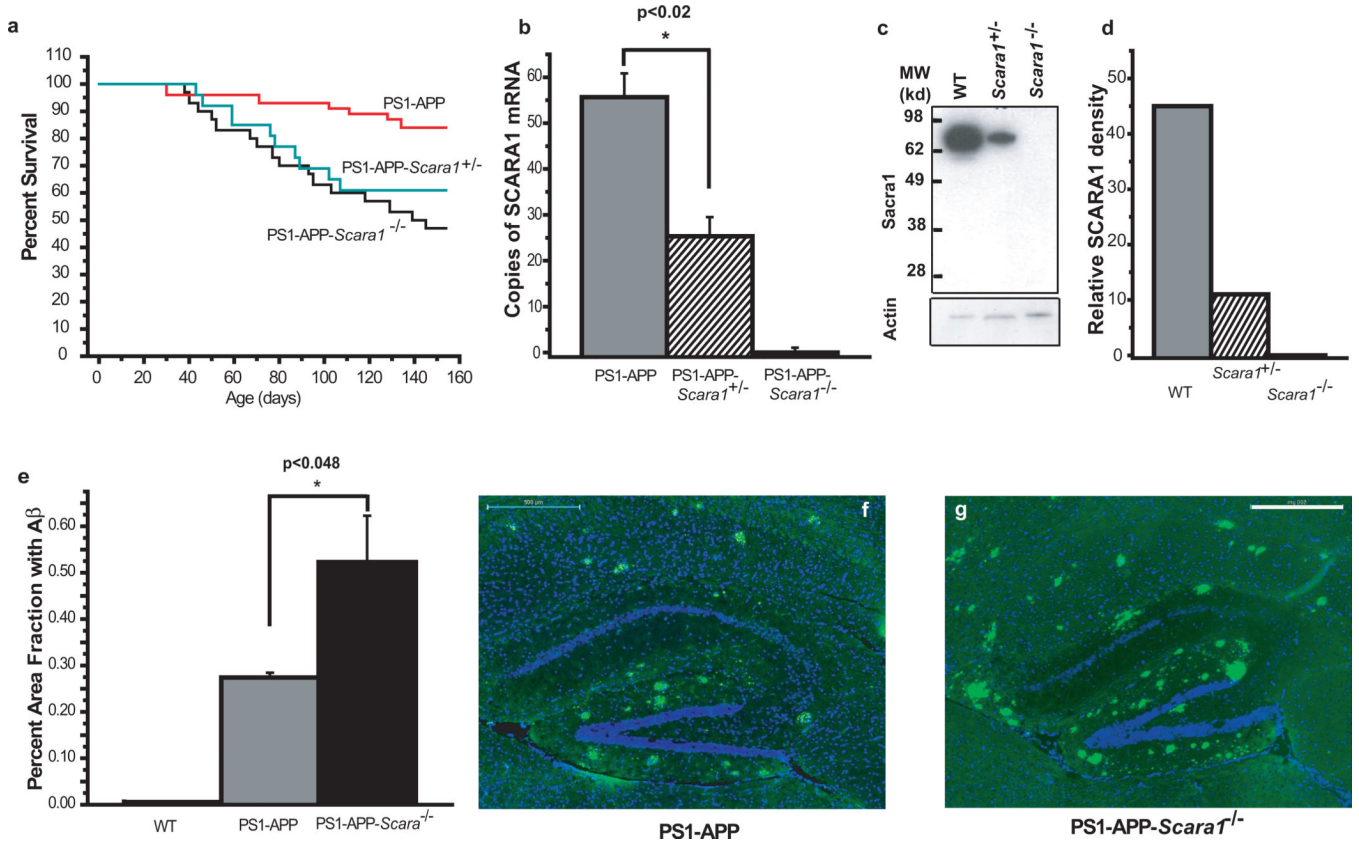 a
Percent Survival
110
100
90
80
70
60
50
40
30
20
10
0
0 20 40 60 80 100 120 140 160
Age (days)
PS1-APP
PS1-APP-Scara1+/-
PS1-APP-Scara1 -/-
b
p<0.02
*
Copies of SCARA1 mRNA
60
50
40
30
20
10
0
PS1-APP
PS1-APP-
Scara1+/-
PS1-APP-
Scara1-/-
c
MW
(kd)
WT
Scara1+/-
Scara1-/-
98
62
49
38
28
Sacra1
Actin
d
Relative SCARA1 density
50
40
30
20
10
0
WT
Scara1+/-
Scara1-/-
e
p<0.048
*
Percent Area Fraction with Aβ
0.60
0.50
0.40
0.30
0.20
0.10
0.00
WT
PS1-APP
PS1-APP-Scara-/-
f
500 µm
PS1-APP
g
PS1-APP-Scara1-/-